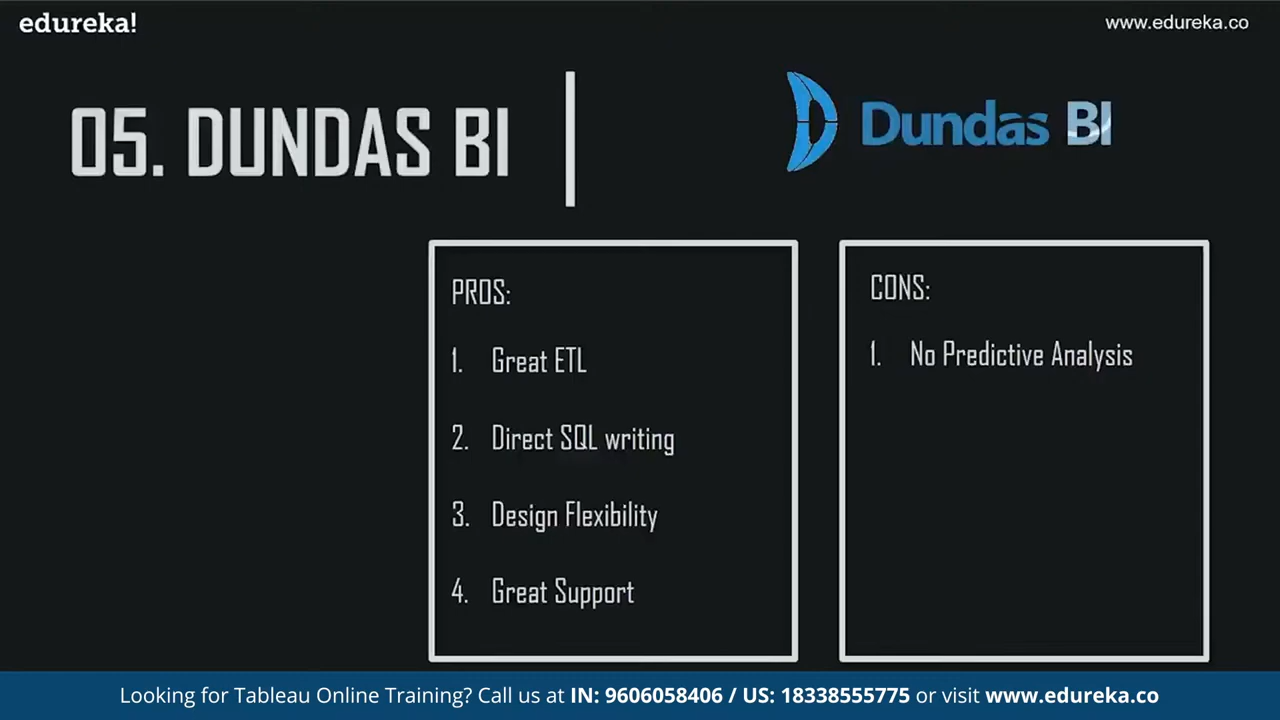 edureka!
www.edureka.co
05. DUNDAS BI
Dundas BI
PROS:
1. Great ETL
2. Direct SQL writing
3. Design Flexibility
4. Great Support
CONS:
1. No Predictive Analysis
Looking for Tableau Online Training? Call us at IN: 9606058406 / US: 18338555775 or visit www.edureka.co